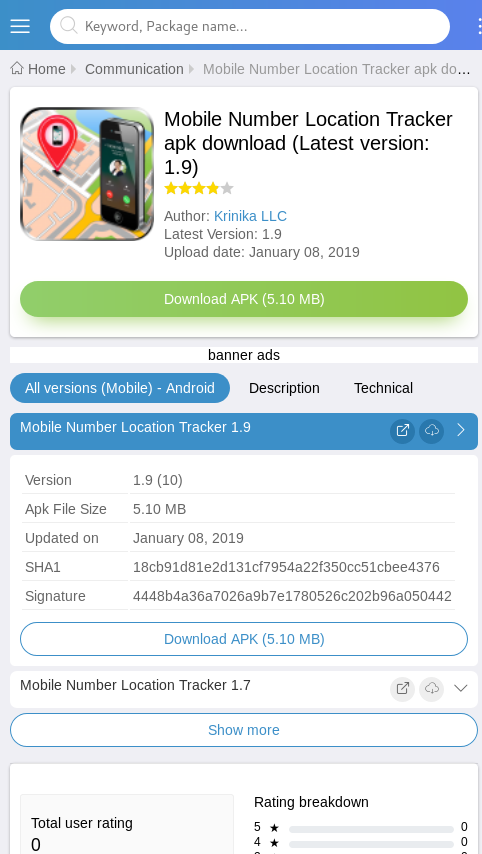 Keyword, Package name...
Home Communication Mobile Number Location Tracker apk do...
Mobile Number Location Tracker
apk download (Latest version:
1.9)
Author: Krinika LLC
Latest Version: 1.9
Upload date: January 08, 2019
Download APK (5.10 MB)
banner ads
All versions (Mobile) - Android Description Technical
Mobile Number Location Tracker 1.9
Version 1.9 (10)
Apk File Size 5.10 MB
Updated on January 08, 2019
SHA1 18cb91d81e2d131cf7954a22f350cc51cbee4376
Signature 4448b4a36a7026a9b7e1780526c202b96a050442
Download APK (5.10 MB)
Mobile Number Location Tracker 1.7
Show more
Rating breakdown
Total user rating
0
5 ★ 0
4 ★ 0